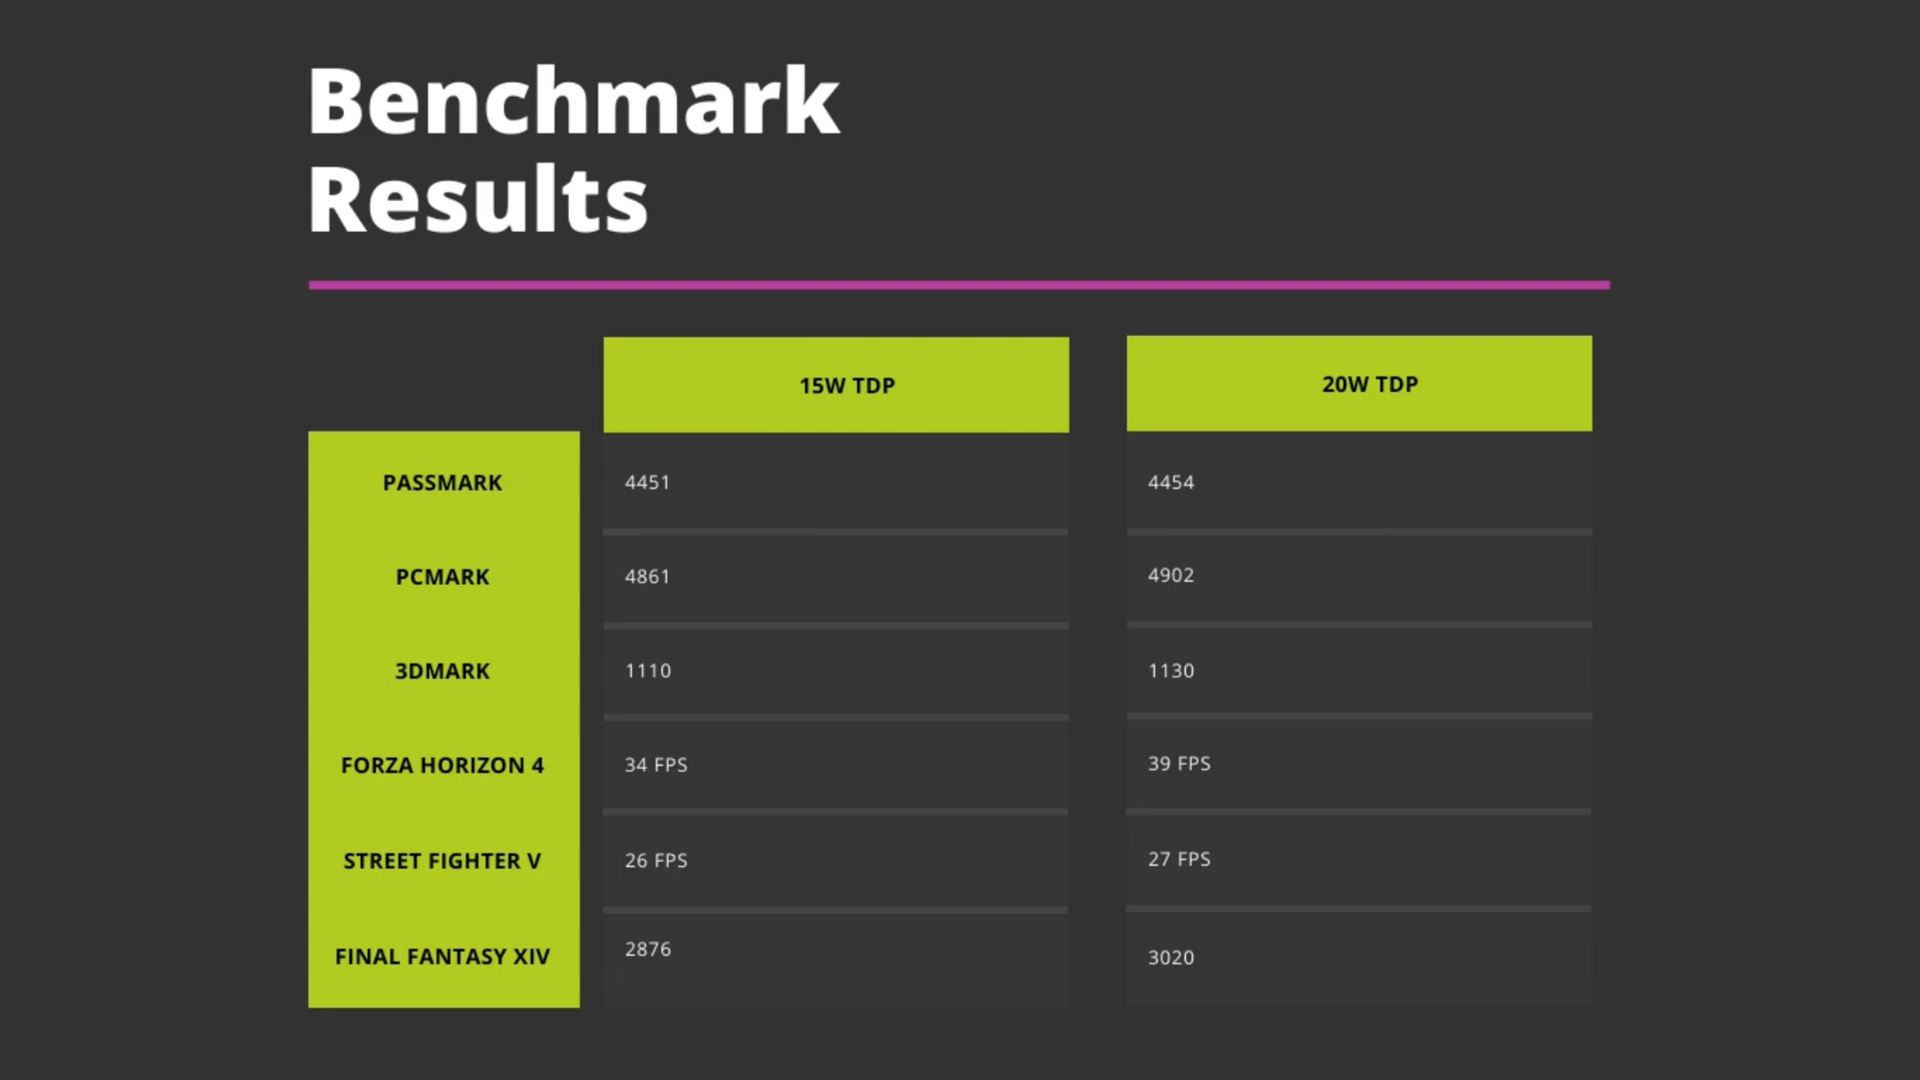 Benchmark
Results
15W TDP 20W TDP
PASSMARK 4451 4454
PCMARK 4861 4902
3DMARK 1110 1130
FORZA HORIZON 4 34 FPS 39 FPS
STREET FIGHTER V 26 FPS 27 FPS
FINAL FANTASY XIV 2876 3020